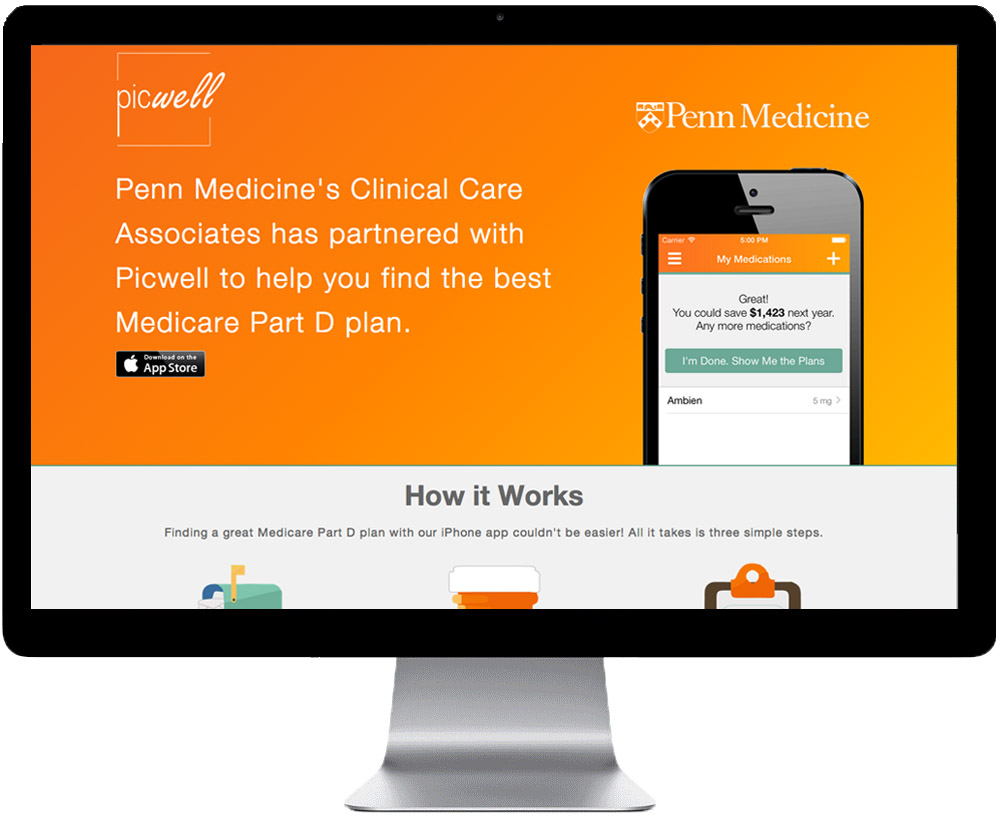 picwell
Penn Medicine
Penn Medicine's Clinical Care
Associates has partnered with
Picwell to help you find the best
Medicare Part D plan.
Download on the
App Store
Carrier 5:00 PM
My Medications +
Great!
You could save $1,423 next year.
Any more medications?
I'm Done. Show Me the Plans
Ambien 5 mg
How it Works
Finding a great Medicare Part D plan with our iPhone app couldn't be easier! All it takes is three simple steps.